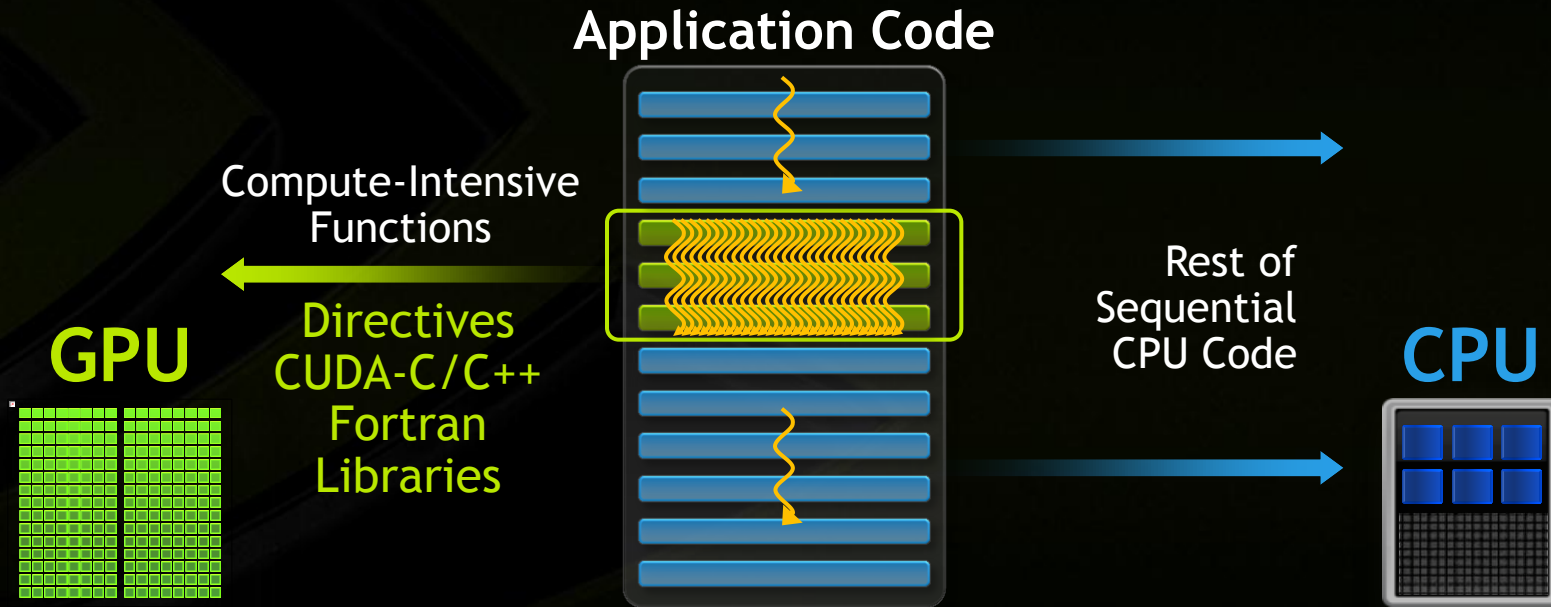 Application Code
Compute-Intensive
Functions
Directives
CUDA-C/C++
Fortran
Libraries
GPU
Rest of
Sequential
CPU Code
CPU